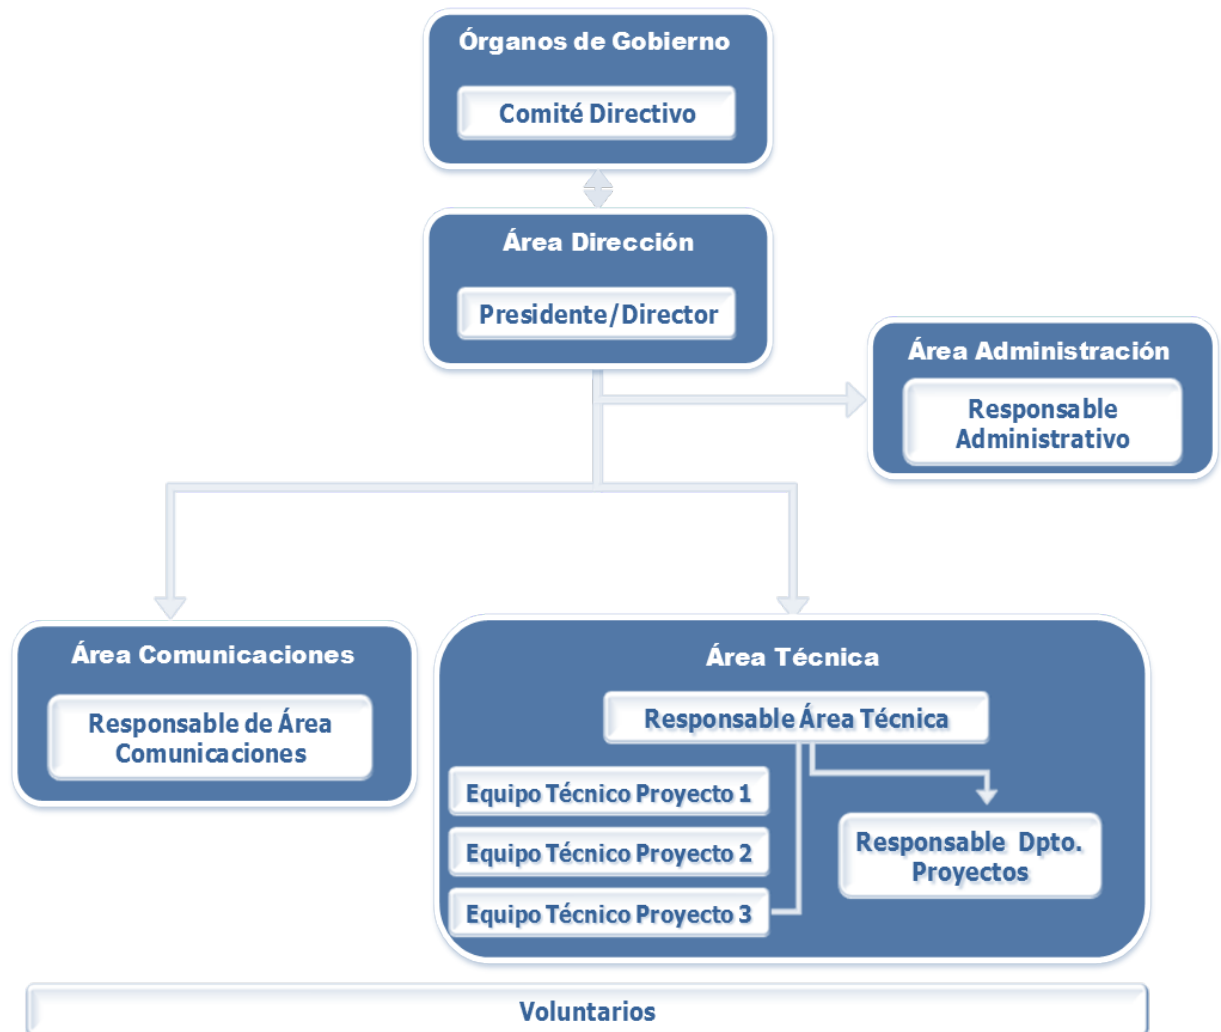 Órganos de Gobierno
Comité Directivo
Área Dirección
Presidente/Director
Área Administración
Responsable
Administrativo
Área Comunicaciones
Responsable de Área
Comunicaciones
Área Técnica
Responsable Área Técnica
Equipo Técnico Proyecto 1
Equipo Técnico Proyecto 2
Equipo Técnico Proyecto 3
Responsable Dpto.
Proyectos
Voluntarios